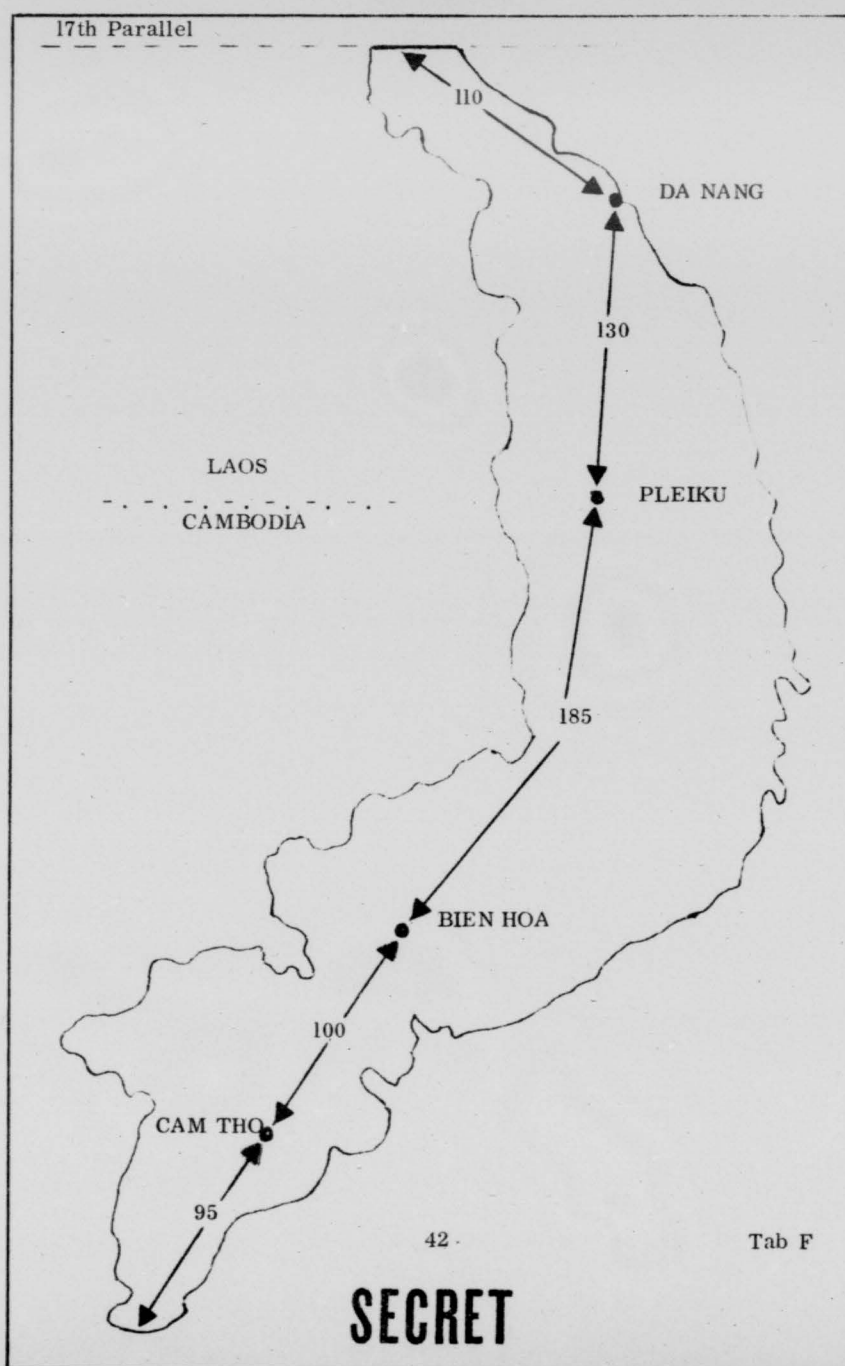 17th Parallel
110
DA NANG
130
LAOS
PLEIKU
CAMBODIA
185
BIEN HOA
100
CAM THO
95
42
Tab F
SECRET